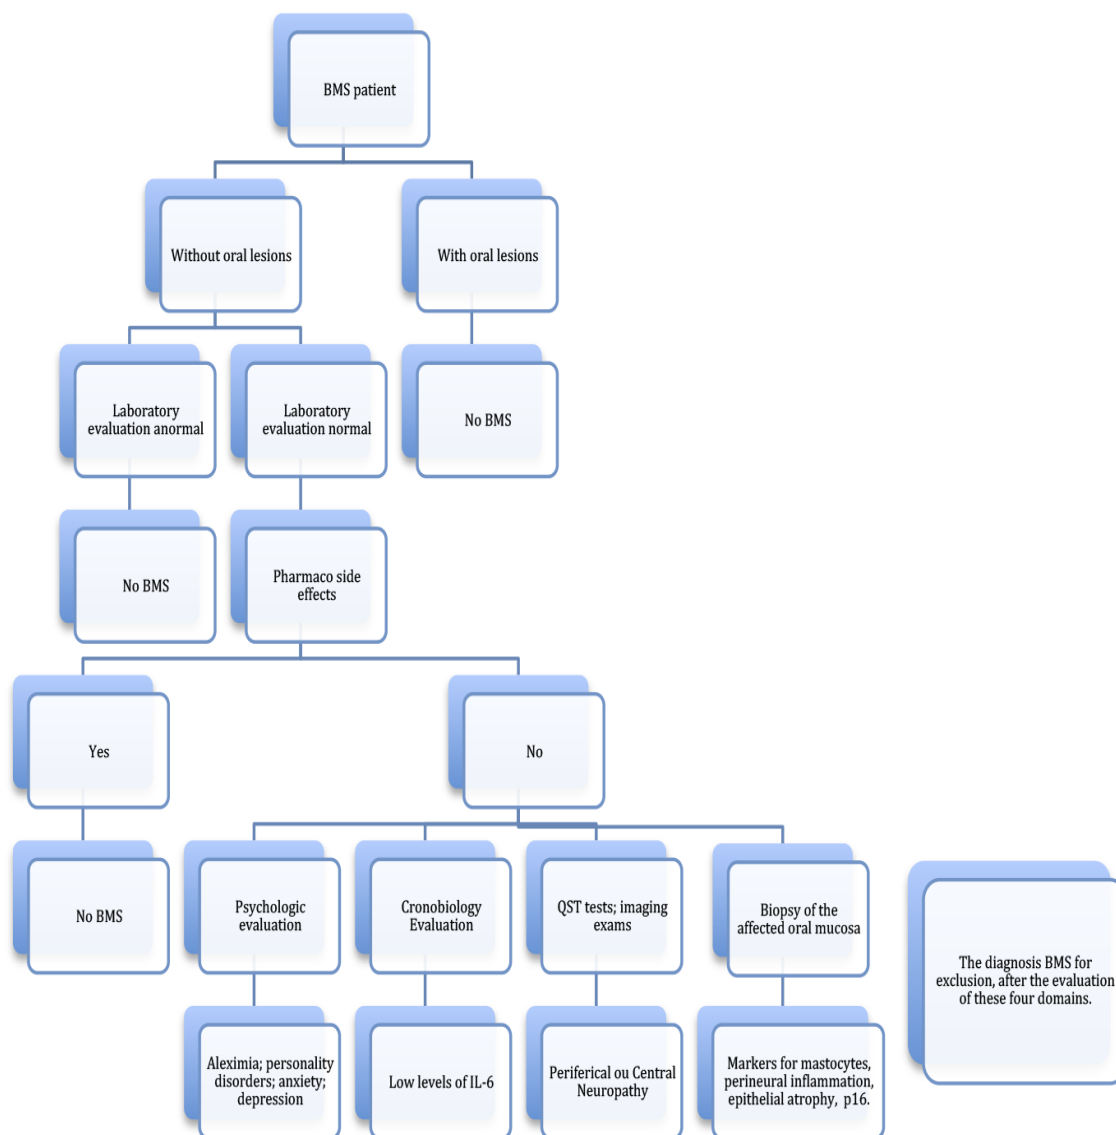 BMS patient
Without oral lesions
With oral lesions
Laboratory
evaluation anormal
Laboratory
evaluation normal
No BMS
No BMS
Pharmaco side
effects
Yes
No
No BMS
Psychologic
evaluation
Cronobiology
Evaluation
QST tests; imaging
exams
Biopsy of the
affected oral mucosa
The diagnosis BMS for
exclusion, after the evaluation
of these four domains.
Aleximia; personality
disorders; anxiety;
depression
Low levels of IL-6
Periferical ou Central
Neuropathy
Markers for mastocytes,
perineural inflammation,
epithelial atrophy, p16.